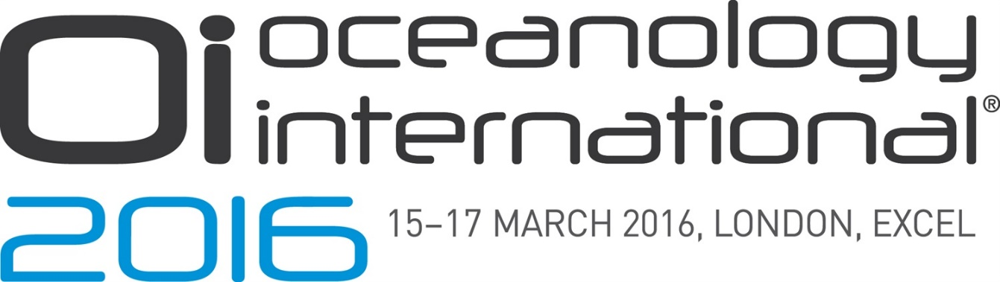 Oi oceanology
international®
2016 15–17 MARCH 2016, LONDON, EXCEL